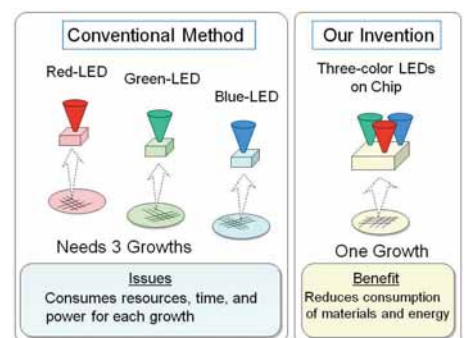 Conventional Method
Red-LED
Green-LED
Blue-LED
Needs 3 Growths
Issues
Consumes resources, time, and
power for each growth
Our Invention
Three-color LEDs
on Chip
One Growth
Benefit
Reduces consumption
of materials and energy